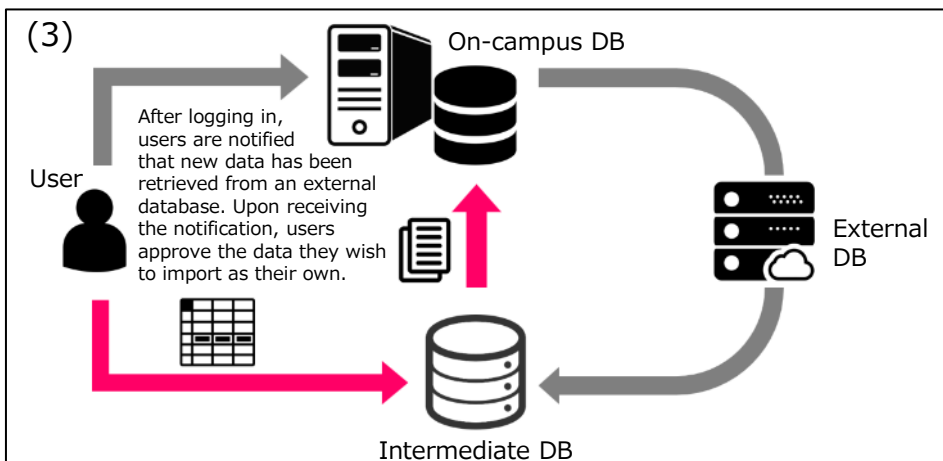 (3)
On-campus DB
After logging in,
users are notified
that new data has been
retrieved from an external
database. Upon receiving
the notification, users
approve the data they wish
to import as their own.
User
External
DB
Intermediate DB